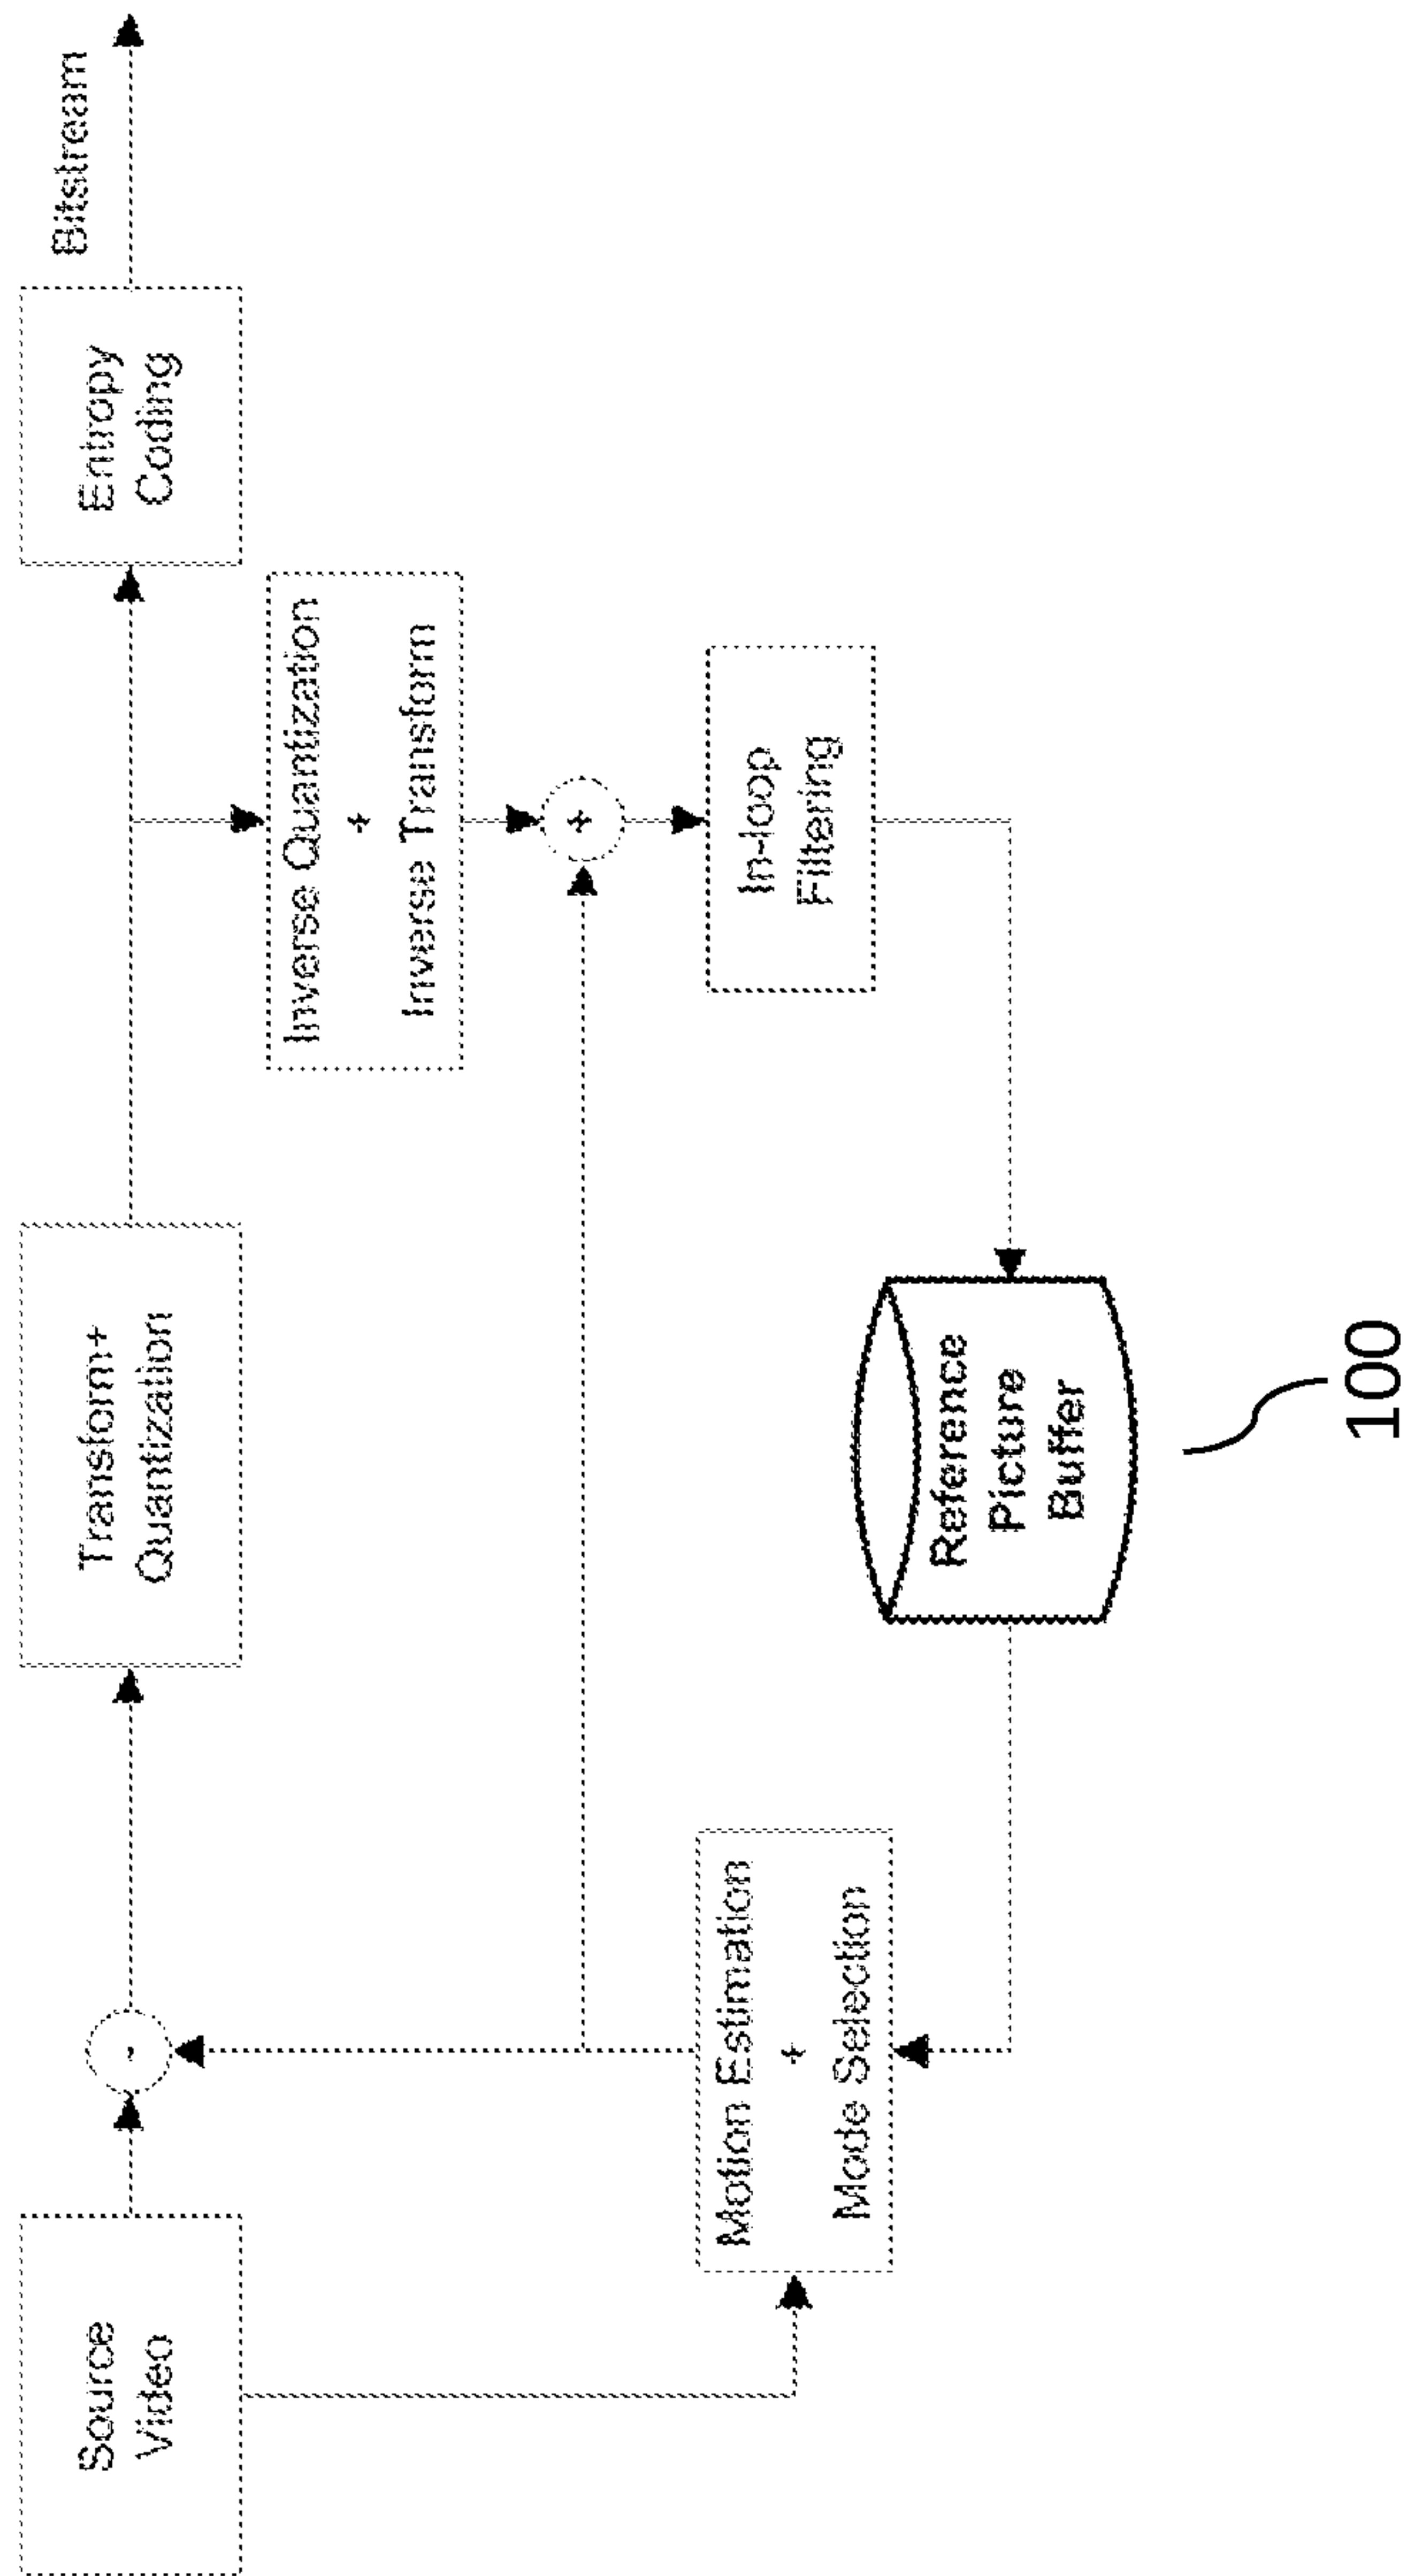 Source
Video
-
Transform+
Quantization
Entropy
Coding
Bitstream
Inverse Quantization
+
Inverse Transform
+
Motion Estimation
+
Mode Selection
In-loop
Filtering
Reference
Picture
Buffer
100